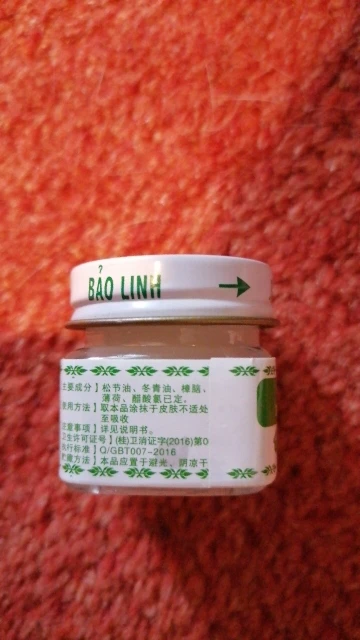 BẢO LINH →
主要成分】松节油、冬青油、樟脑、
薄荷、醋酸氯己定。
使用方法】取本品涂抹于皮肤不适处
至吸收
注意事项】详见说明书。
卫生许可证号】(桂)卫消证字(2016)第0
执行标准】Q/GBT007-2016
贮藏方法】本品应置于避光、阴凉干